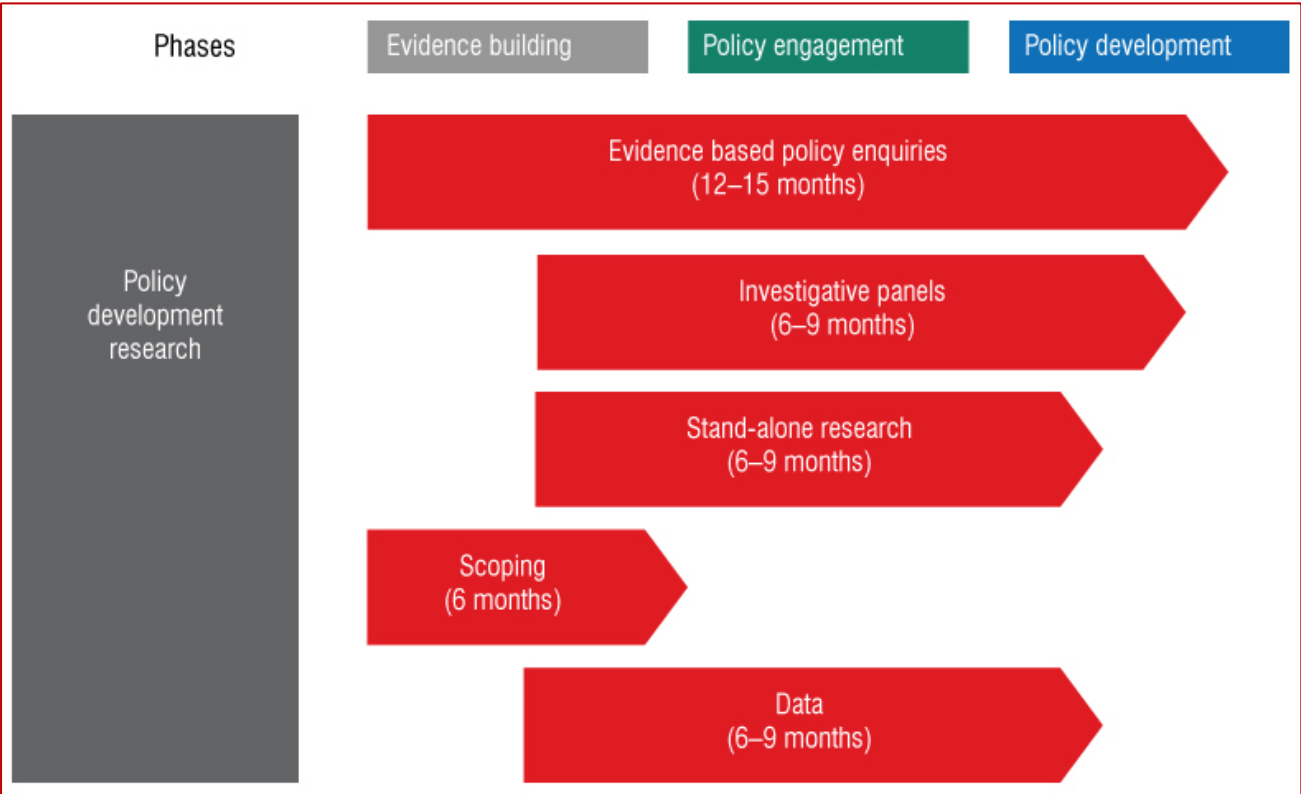 Phases
Evidence building
Policy engagement
Policy development
Policy
development
research
Evidence based policy enquiries
(12–15 months)
Investigative panels
(6–9 months)
Stand-alone research
(6–9 months)
Scoping
(6 months)
Data
(6–9 months)